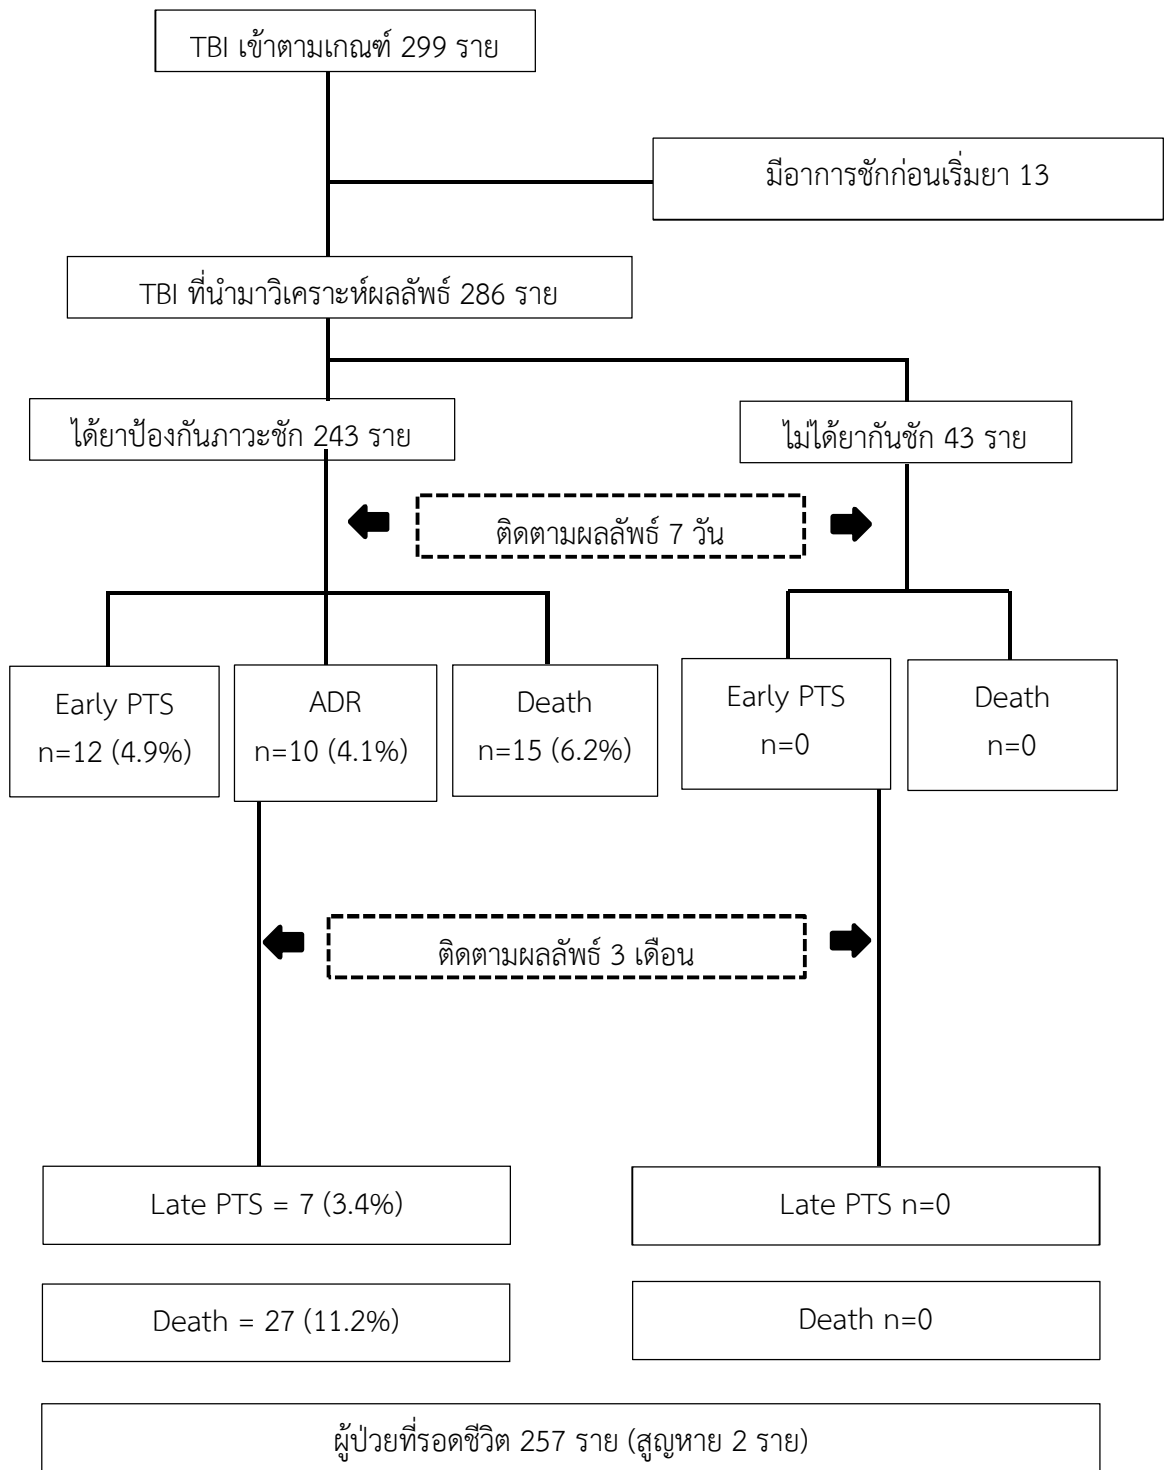 TBI เข้าตามเกณฑ์ 299 ราย
มีอาการชักก่อนเริ่มยา 13
TBI ที่นำมาวิเคราะห์ผลลัพธ์ 286 ราย
ได้ยาป้องกันภาวะชัก 243 ราย
ไม่ได้ยากันชัก 43 ราย
ติดตามผลลัพธ์ 7 วัน
Early PTS
n=12 (4.9%)
ADR
n=10 (4.1%)
Death
n=15 (6.2%)
Early PTS
n=0
Death
n=0
ติดตามผลลัพธ์ 3 เดือน
Late PTS = 7 (3.4%)
Late PTS n=0
Death = 27 (11.2%)
Death n=0
ผู้ป่วยที่รอดชีวิต 257 ราย (สูญหาย 2 ราย)